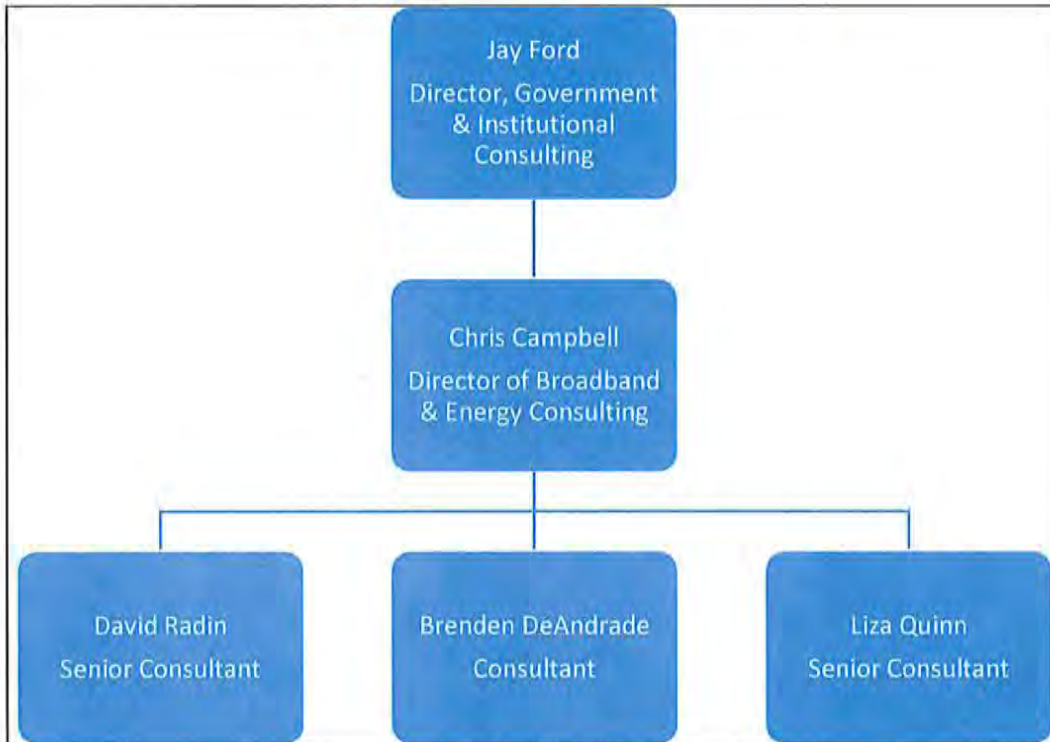 Jay Ford
Director, Government
& Institutional
Consulting
Chris Campbell
Director of Broadband
& Energy Consulting
David Radin
Senior Consultant
Brenden DeAndrade
Consultant
Liza Quinn
Senior Consultant